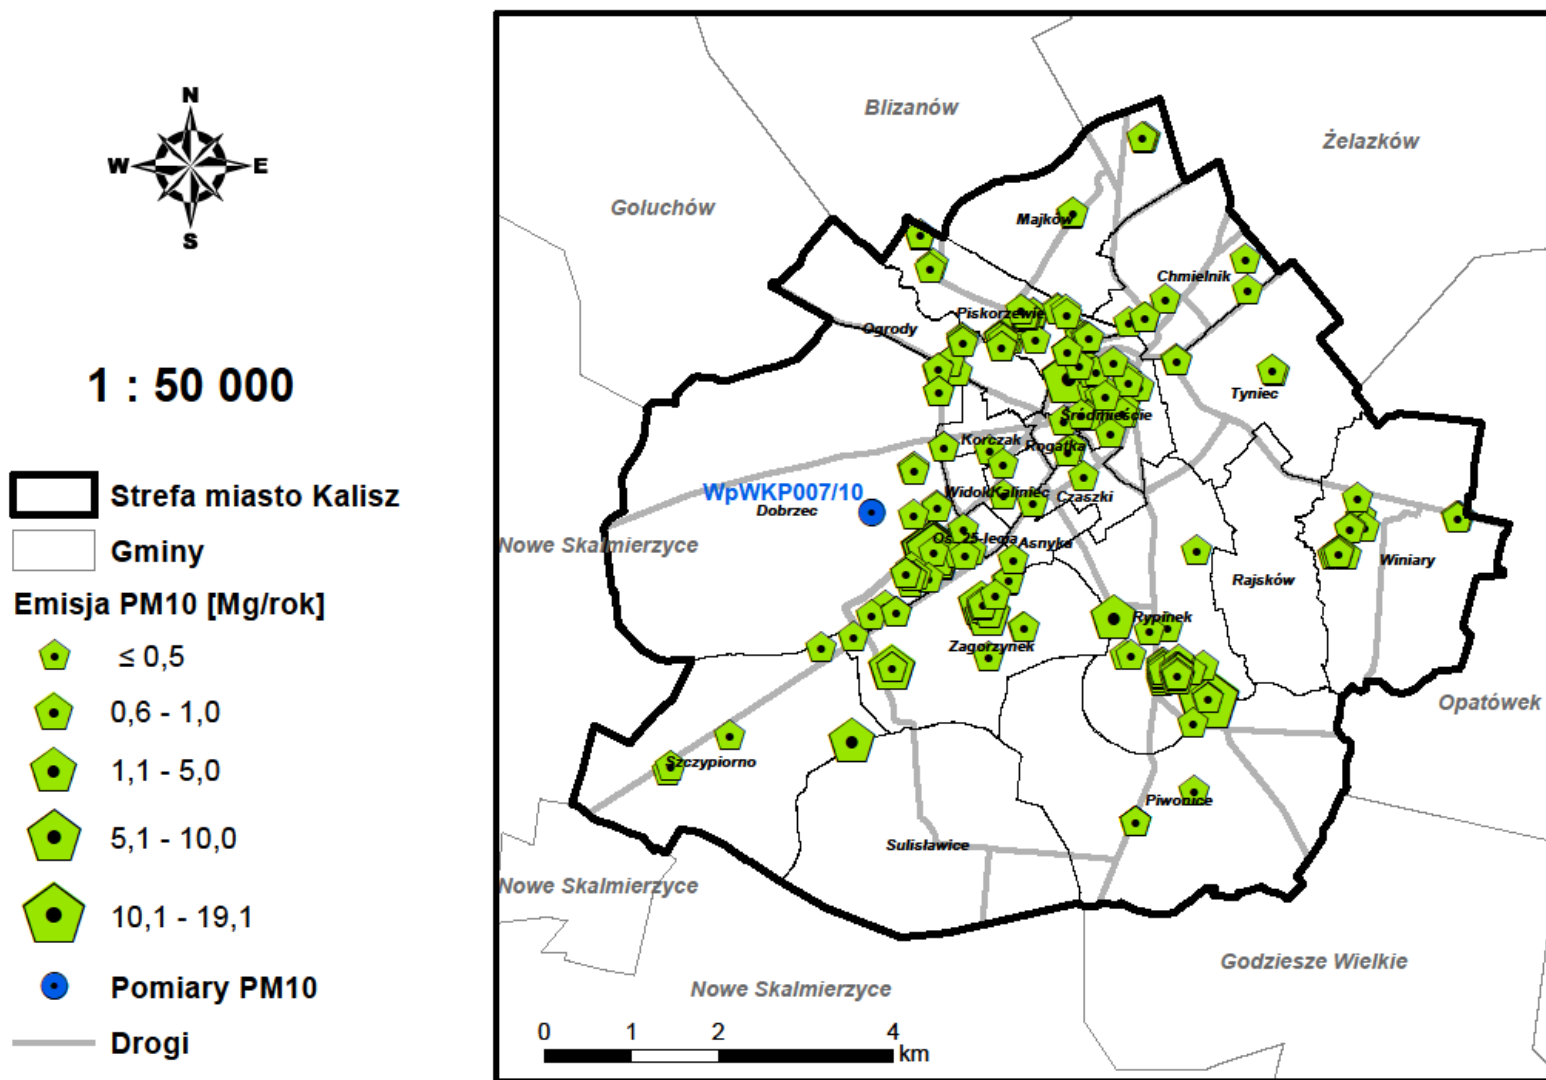 N
W E
S
1 : 50 000
Strefa miasto Kalisz
Gminy
Emisja PM10 [Mg/rok]
≤ 0,5
0,6 - 1,0
1,1 - 5,0
5,1 - 10,0
10,1 - 19,1
Pomiary PM10
Drogi
Blizanów
Żelazków
Gołuchów
Majków
Chmielnik
Piskorzewie
Ogrody
Tyniec
Śródmieście
Korczak
Rogatka
WpWKP007/10
Widok
Kaliniec
Czaszki
Dobrzec
Nowe Skalmierzyce
Os. 25-lecia
Asnyka
Winiary
Rajsków
Rypinek
Zagorzynek
Opatówek
Szczypiorno
Piwonice
Sulisławice
Nowe Skalmierzyce
Godziesze Wielkie
Nowe Skalmierzyce
0 1 2 4
km